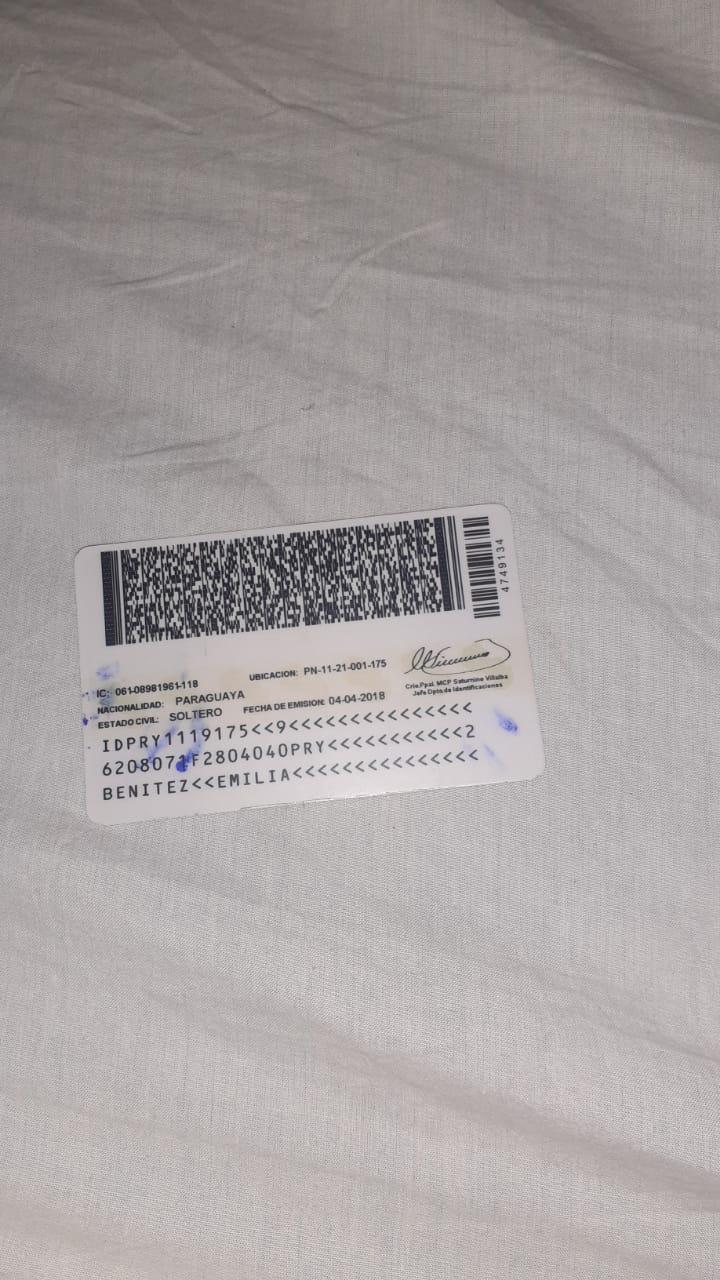 4749134
IC: 061-08981961-118
UBICACION: PN-11-21-001-175
NACIONALIDAD: PARAGUAYA
ESTADO CIVIL: SOLTERO
FECHA DE EMISION: 04-04-2018
Crio.Ppal. MCP Saturnino Villalba
Jefe Dpto.de Identificaciones
IDPRY1119175<<9<<<<<<<<<<<<<<<
6208071F2804040PRY<<<<<<<<<<<2
BENITEZ<<EMILIA<<<<<<<<<<<<<<<